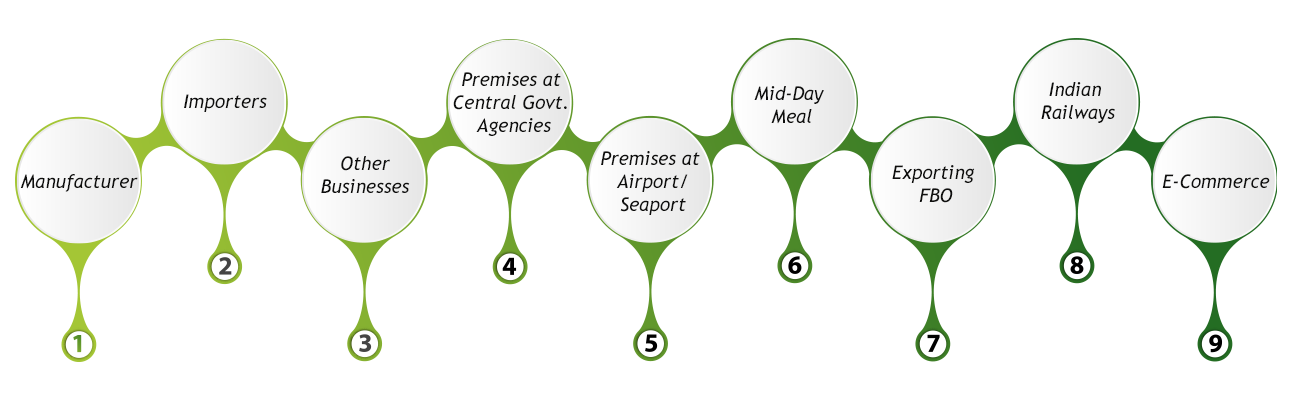 Manufacturer
1
Importers
2
Other
Businesses
3
Premises at
Central Govt.
Agencies
4
Premises at
Airport/
Seaport
5
Mid-Day
Meal
6
Exporting
FBO
7
Indian
Railways
8
E-Commerce
9